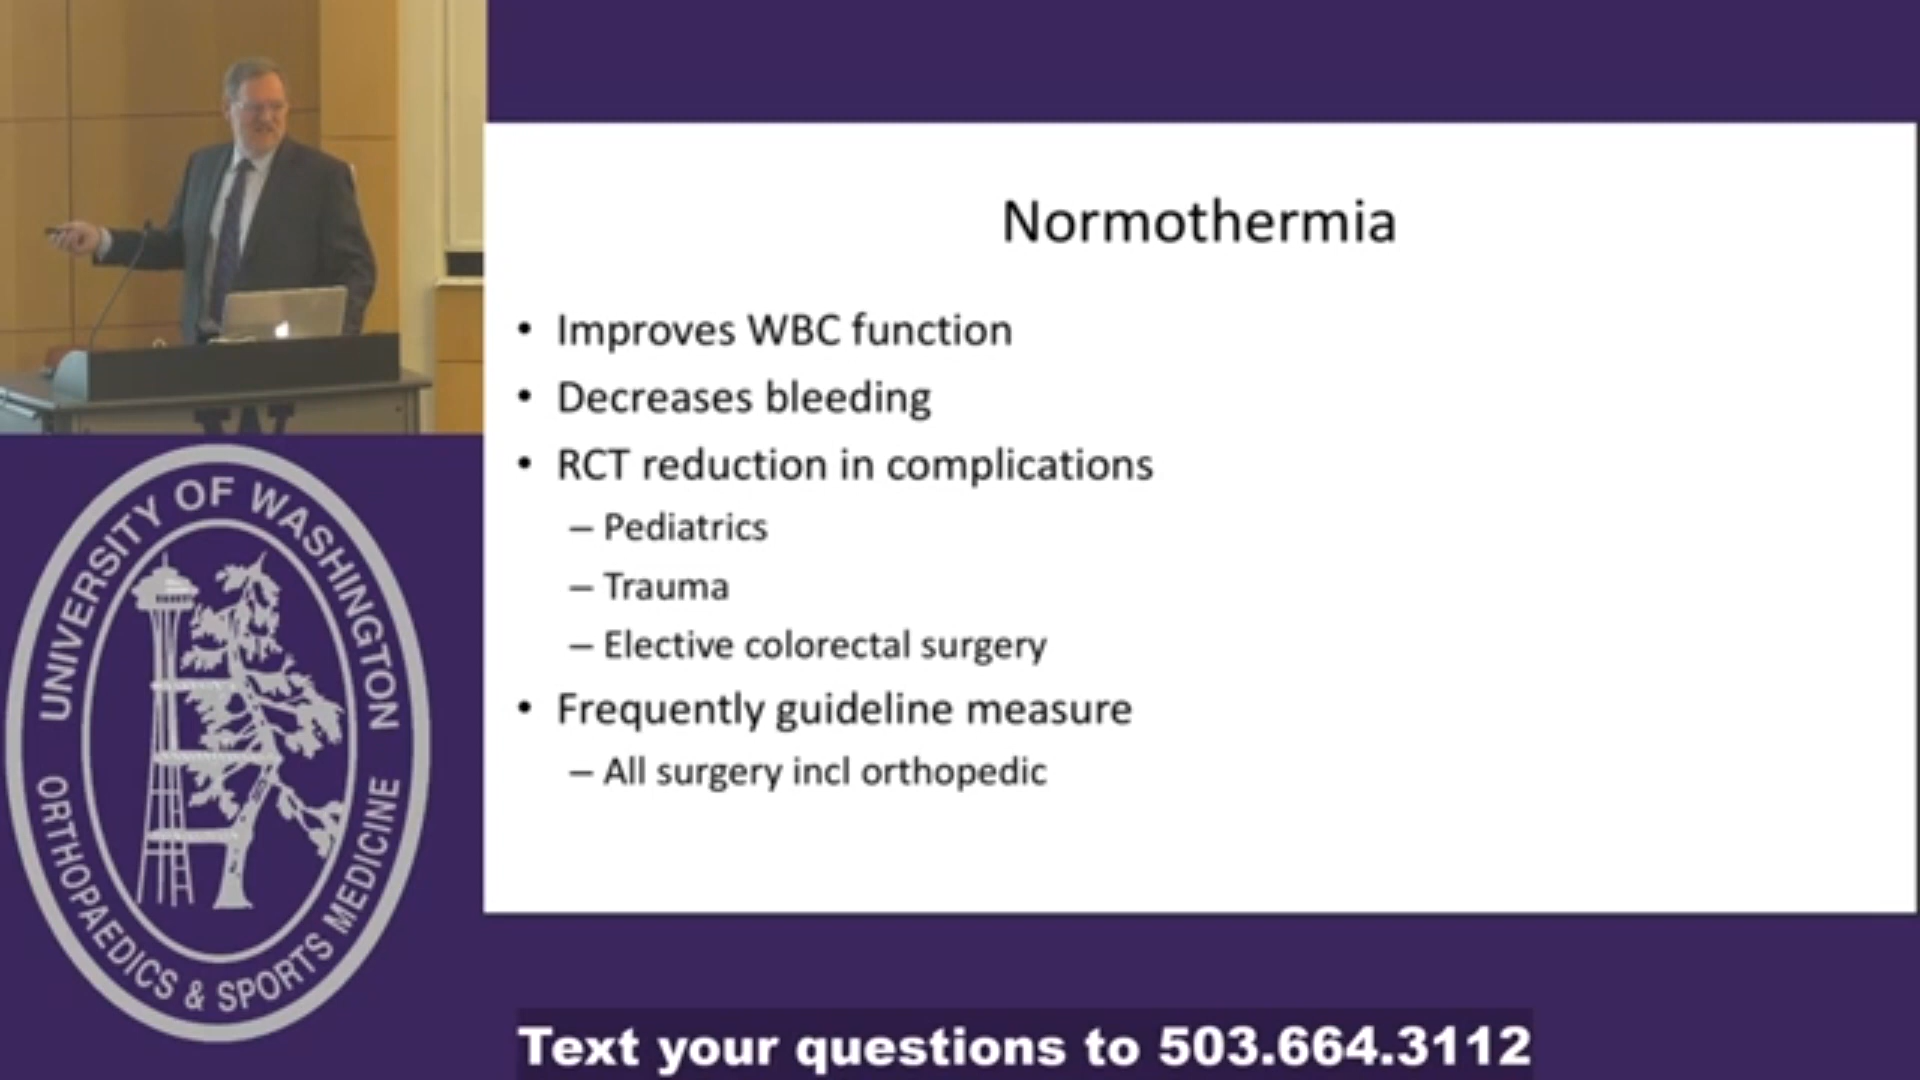 Normothermia
• Improves WBC function
• Decreases bleeding
• RCT reduction in complications
– Pediatrics
– Trauma
– Elective colorectal surgery
• Frequently guideline measure
– All surgery incl orthopedic
UNIVERSITY OF WASHINGTON
ORTHOPAEDICS & SPORTS MEDICINE
Text your questions to 503.664.3112